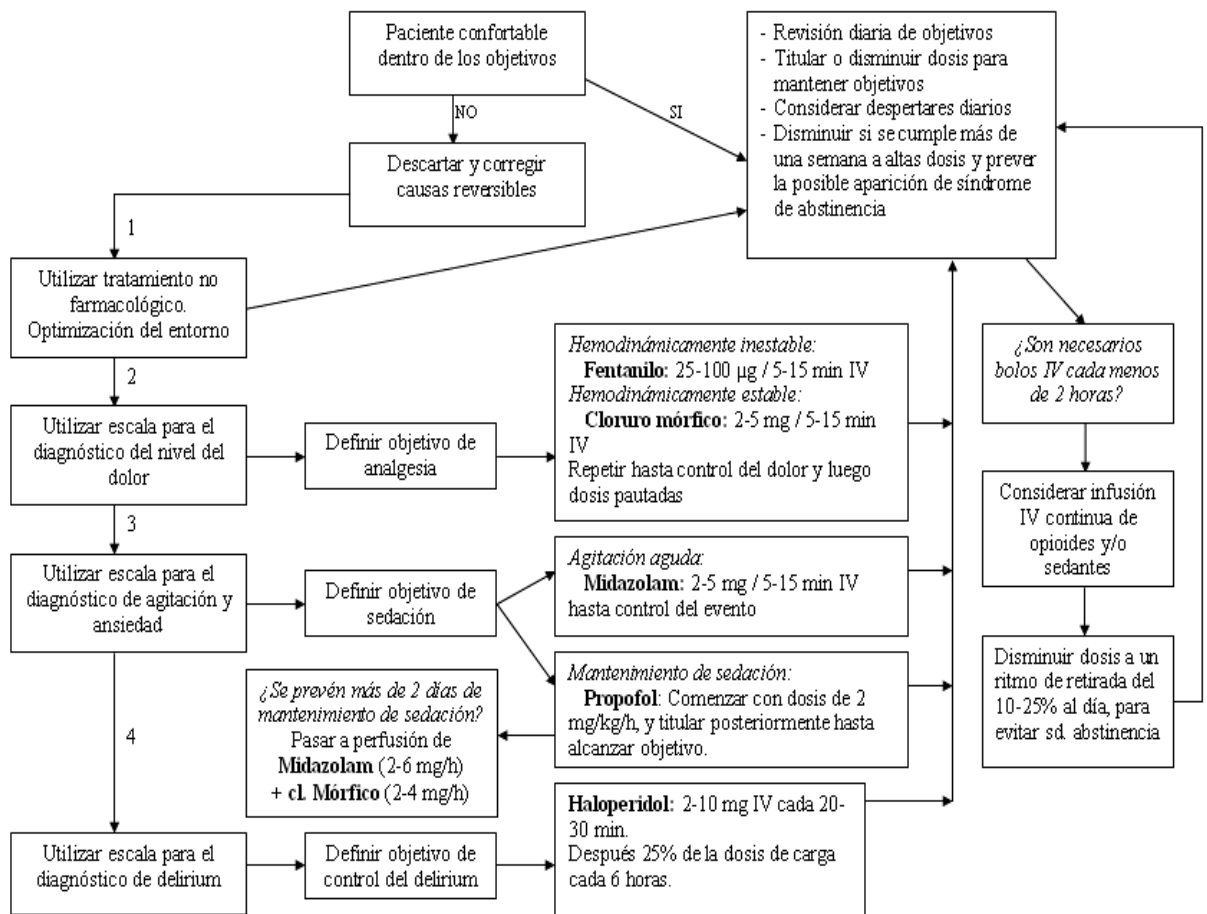 Paciente confortable
dentro de los objetivos
NO
SI
- Revisión diaria de objetivos
- Titular o disminuir dosis para
mantener objetivos
- Considerar despertares diarios
- Disminuir si se cumple más de
una semana a altas dosis y prever
la posible aparición de síndrome
de abstinencia
Descartar y corregir
causas reversibles
1
Utilizar tratamiento no
farmacológico.
Optimización del entorno
2
Utilizar escala para el
diagnóstico del nivel del
dolor
Definir objetivo de
analgesia
Hemodinámicamente inestable:
Fentanilo: 25-100 µg / 5-15 min IV
Hemodinámicamente estable:
Cloruro mórfico: 2-5 mg / 5-15 min
IV
Repetir hasta control del dolor y luego
dosis pautadas
¿Son necesarios
bolos IV cada menos
de 2 horas?
Considerar infusión
IV continua de
opioides y/o
sedantes
Disminuir dosis a un
ritmo de retirada del
10-25% al día, para
evitar sd. abstinencia
3
Utilizar escala para el
diagnóstico de agitación y
ansiedad
Definir objetivo de
sedación
Agitación aguda:
Midazolam: 2-5 mg / 5-15 min IV
hasta control del evento
Mantenimiento de sedación:
Propofol: Comenzar con dosis de 2
mg/kg/h, y titular posteriormente hasta
alcanzar objetivo.
¿Se prevén más de 2 días de
mantenimiento de sedación?
Pasar a perfusión de
Midazolam (2-6 mg/h)
+ cl. Mórfico (2-4 mg/h)
4
Utilizar escala para el
diagnóstico de delirium
Definir objetivo de
control del delirium
Haloperidol: 2-10 mg IV cada 20-
30 min.
Después 25% de la dosis de carga
cada 6 horas.